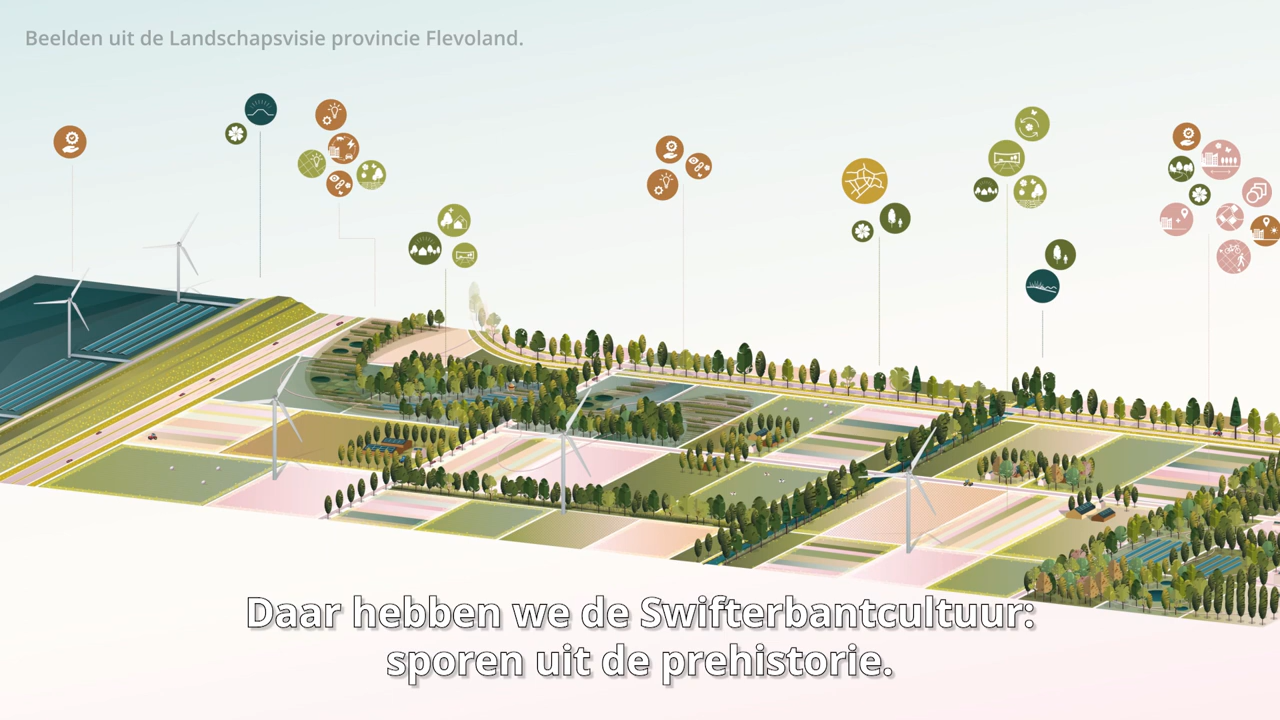 Beelden uit de Landschapsvisie provincie Flevoland.
Daar hebben we de Swifterbantcultuur:
sporen uit de prehistorie.